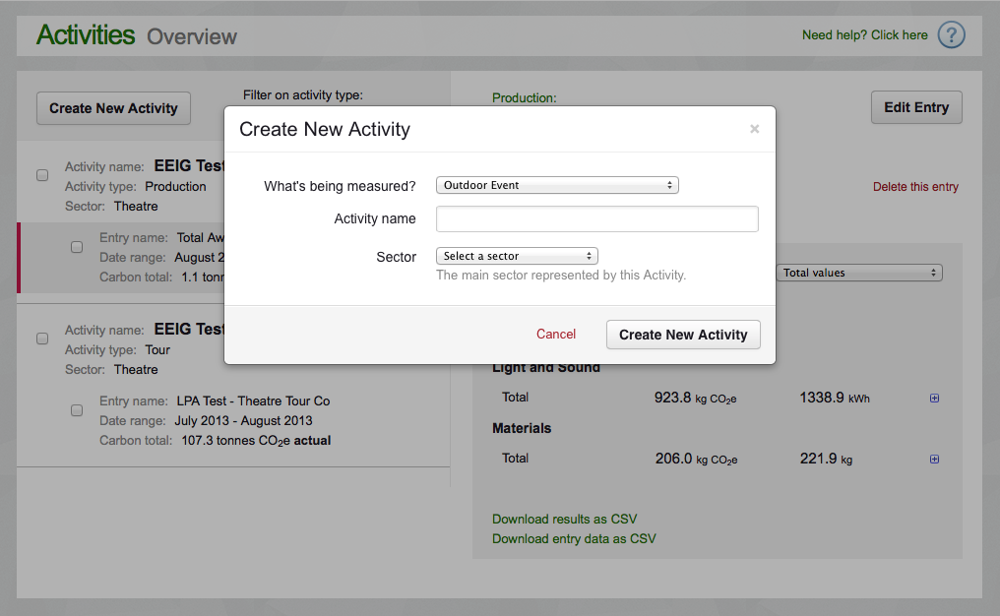 Activities Overview
Need help? Click here ?
Create New Activity
Filter on activity type:
Activity name: EEIG Test
Activity type: Production
Sector: Theatre
Entry name: Total
Date range: August
Carbon total: 1.1
Activity name: EEIG Test
Activity type: Tour
Sector: Theatre
Entry name: LPA Test - Theatre Tour Co
Date range: July 2013 - August 2013
Carbon total: 107.3 tonnes CO2e actual
Production:
Edit Entry
Delete this entry
Total values
Create New Activity ×
What's being measured? Outdoor Event
Activity name
Sector Select a sector
The main sector represented by this Activity.
Cancel Create New Activity
Light and Sound
Total 923.8 kg CO2e 1338.9 kWh
Materials
Total 206.0 kg CO2e 221.9 kg
Download results as CSV
Download entry data as CSV